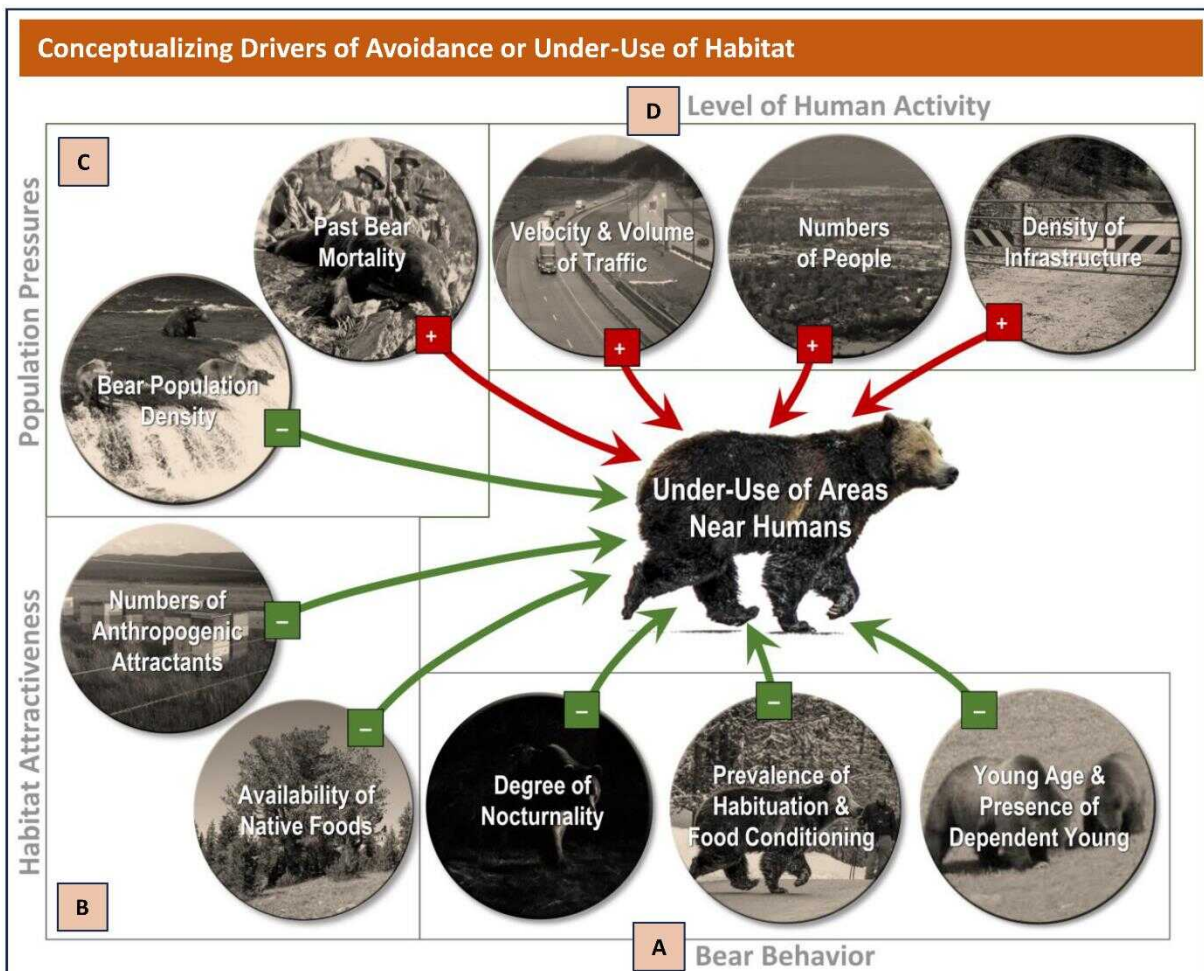 Conceptualizing Drivers of Avoidance or Under-Use of Habitat
D
Level of Human Activity
C
Population Pressures
Past Bear
Mortality
+
Velocity & Volume
of Traffic
+
Numbers
of People
+
Density of
Infrastructure
+
Bear Population
Density
−
Under-Use of Areas
Near Humans
Habitat Attractiveness
Numbers of
Anthropogenic
Attractants
−
Availability of
Native Foods
−
B
Degree of
Nocturnality
−
Prevalence of
Habituation &
Food Conditioning
−
Young Age &
Presence of
Dependent Young
−
A
Bear Behavior